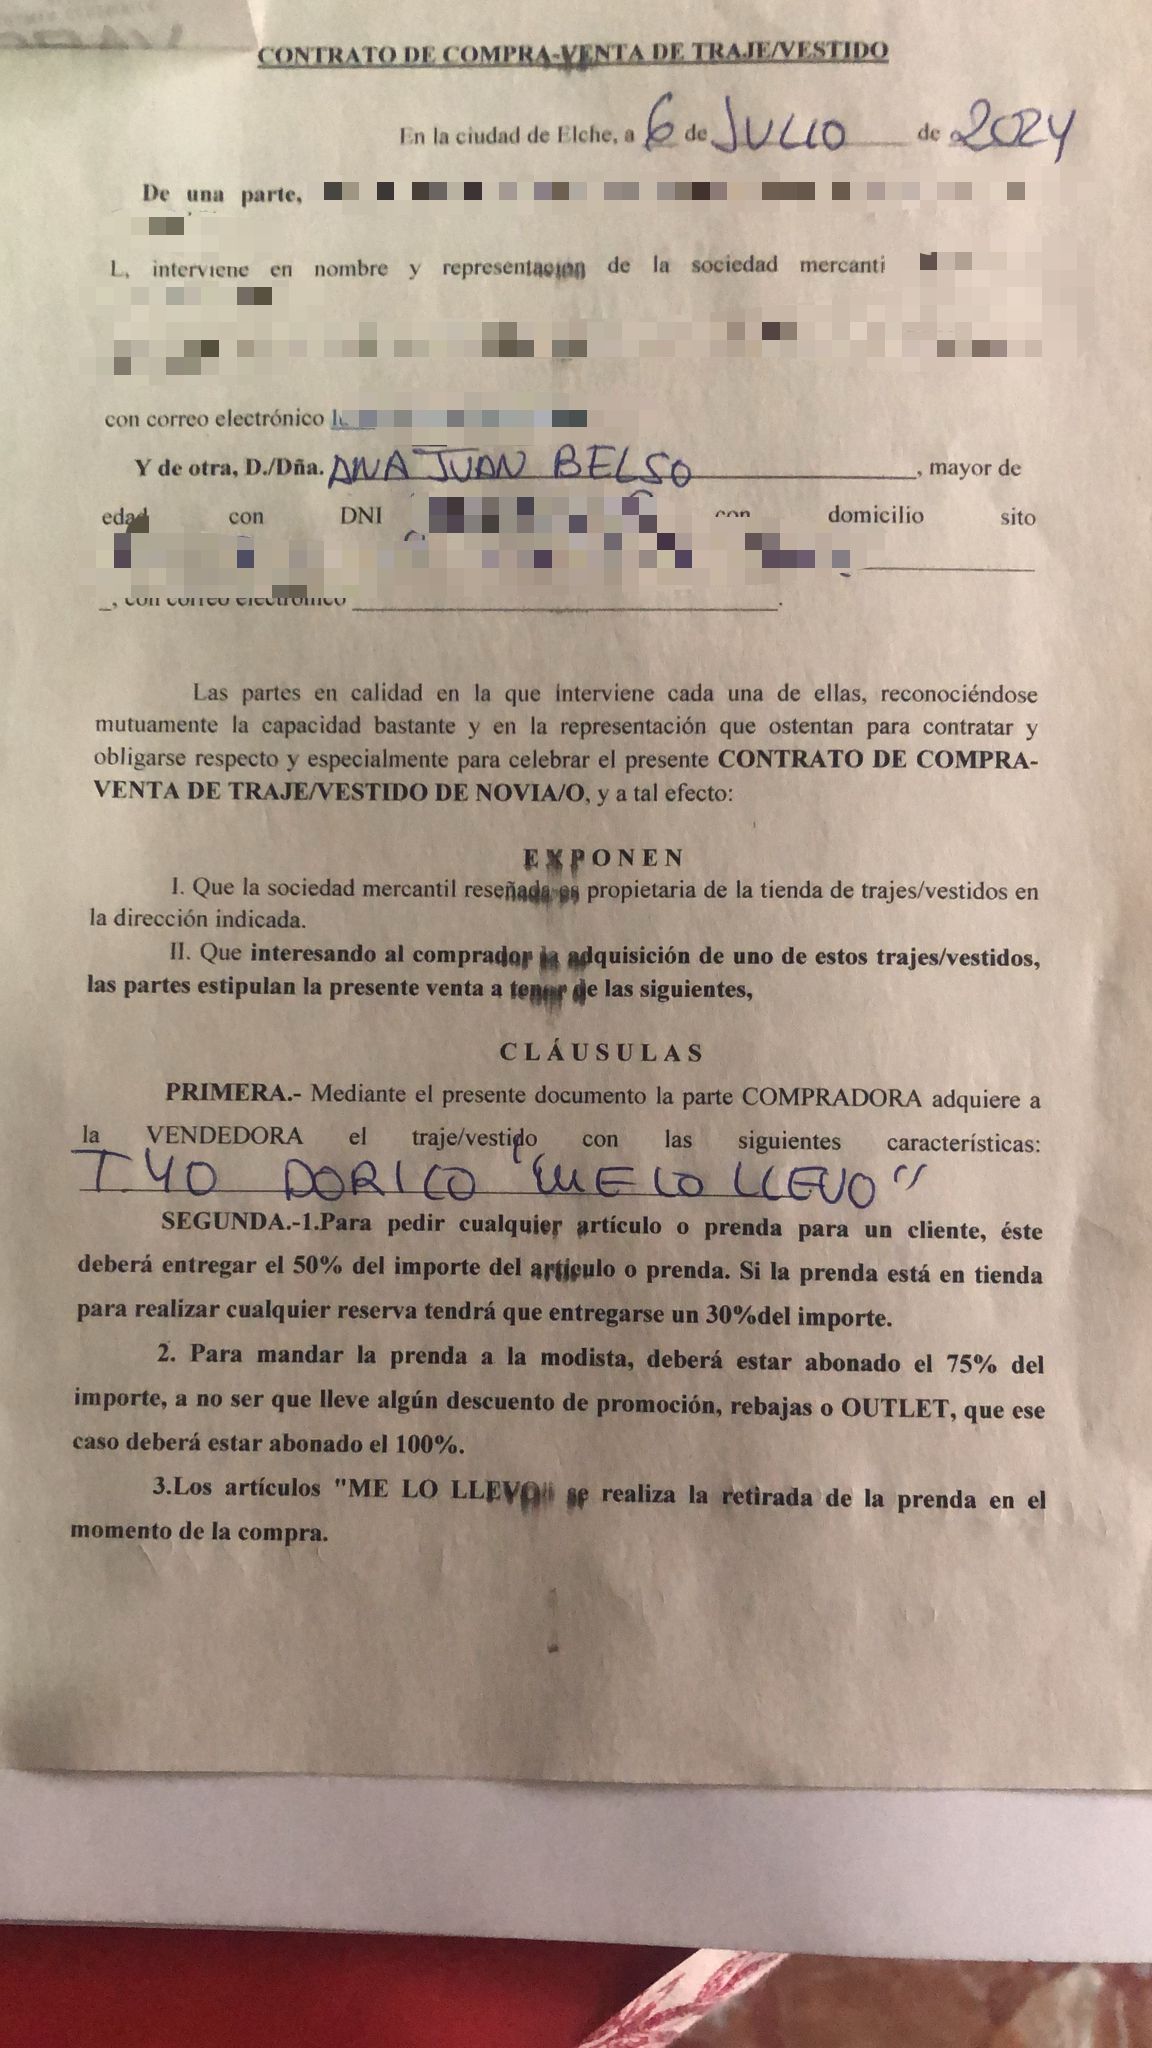 CONTRATO DE COMPRA-VENTA DE TRAJE/VESTIDO
En la ciudad de Elche, a 6 de JULIO de 2024
De una parte,
L, interviene en nombre y representación de la sociedad mercanti
con correo electrónico
Y de otra, D./Dña. ANA JUAN BELSO, mayor de
edad con DNI con domicilio sito
, con correo electrónico .
Las partes en calidad en la que interviene cada una de ellas, reconociéndose
mutuamente la capacidad bastante y en la representación que ostentan para contratar y
obligarse respecto y especialmente para celebrar el presente CONTRATO DE COMPRA-
VENTA DE TRAJE/VESTIDO DE NOVIA/O, y a tal efecto:
EXPONEN
I. Que la sociedad mercantil reseñada es propietaria de la tienda de trajes/vestidos en
la dirección indicada.
II. Que interesando al comprador la adquisición de uno de estos trajes/vestidos,
las partes estipulan la presente venta a tenor de las siguientes,
CLÁUSULAS
PRIMERA.- Mediante el presente documento la parte COMPRADORA adquiere a
la VENDEDORA el traje/vestido con las siguientes características:
T.40 DORICO "ME LO LLEVO"
SEGUNDA.-1.Para pedir cualquier artículo o prenda para un cliente, éste
deberá entregar el 50% del importe del artículo o prenda. Si la prenda está en tienda
para realizar cualquier reserva tendrá que entregarse un 30%del importe.
2. Para mandar la prenda a la modista, deberá estar abonado el 75% del
importe, a no ser que lleve algún descuento de promoción, rebajas o OUTLET, que ese
caso deberá estar abonado el 100%.
3.Los artículos "ME LO LLEVO" se realiza la retirada de la prenda en el
momento de la compra.